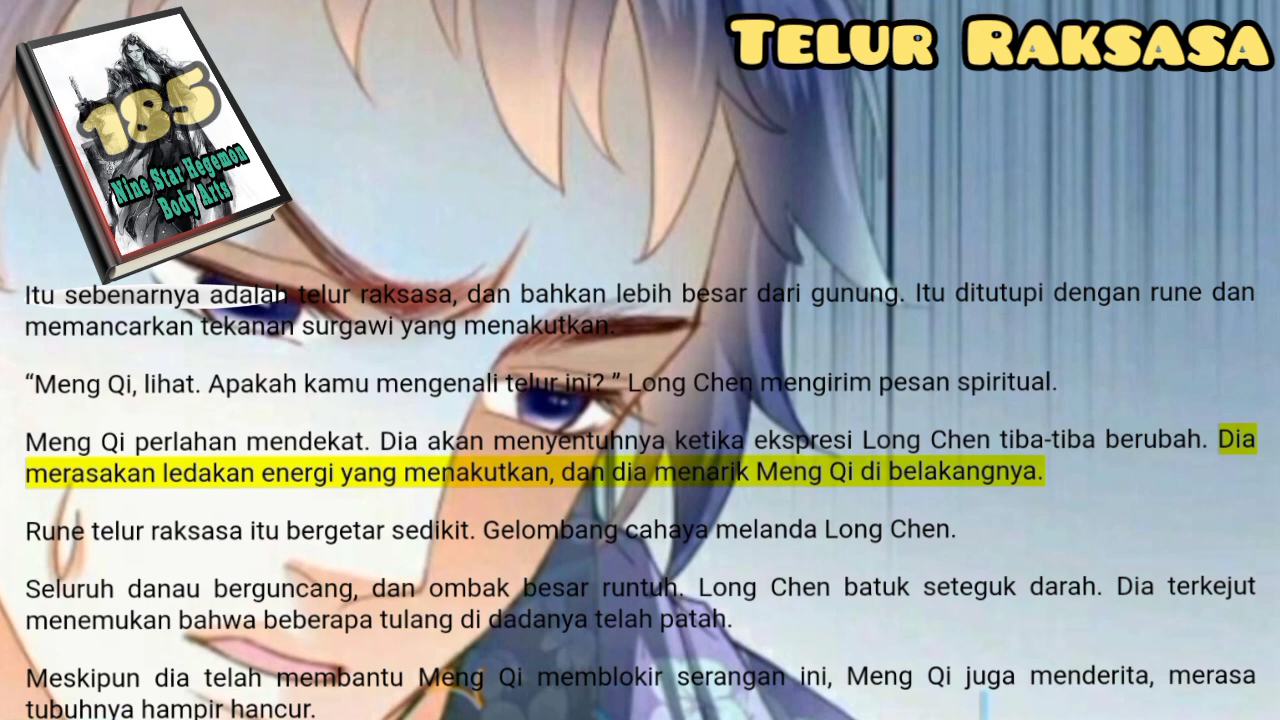 Telur Raksasa
185
Nine Star Hegemon
Body Arts
Itu sebenarnya adalah telur raksasa, dan bahkan lebih besar dari gunung. Itu ditutupi dengan rune dan
memancarkan tekanan surgawi yang menakutkan.
“Meng Qi, lihat. Apakah kamu mengenali telur ini? ” Long Chen mengirim pesan spiritual.
Meng Qi perlahan mendekat. Dia akan menyentuhnya ketika ekspresi Long Chen tiba-tiba berubah. Dia
merasakan ledakan energi yang menakutkan, dan dia menarik Meng Qi di belakangnya.
Rune telur raksasa itu bergetar sedikit. Gelombang cahaya melanda Long Chen.
Seluruh danau berguncang, dan ombak besar runtuh. Long Chen batuk seteguk darah. Dia terkejut
menemukan bahwa beberapa tulang di dadanya telah patah.
Meskipun dia telah membantu Meng Qi memblokir serangan ini, Meng Qi juga menderita, merasa
tubuhnya hampir hancur.